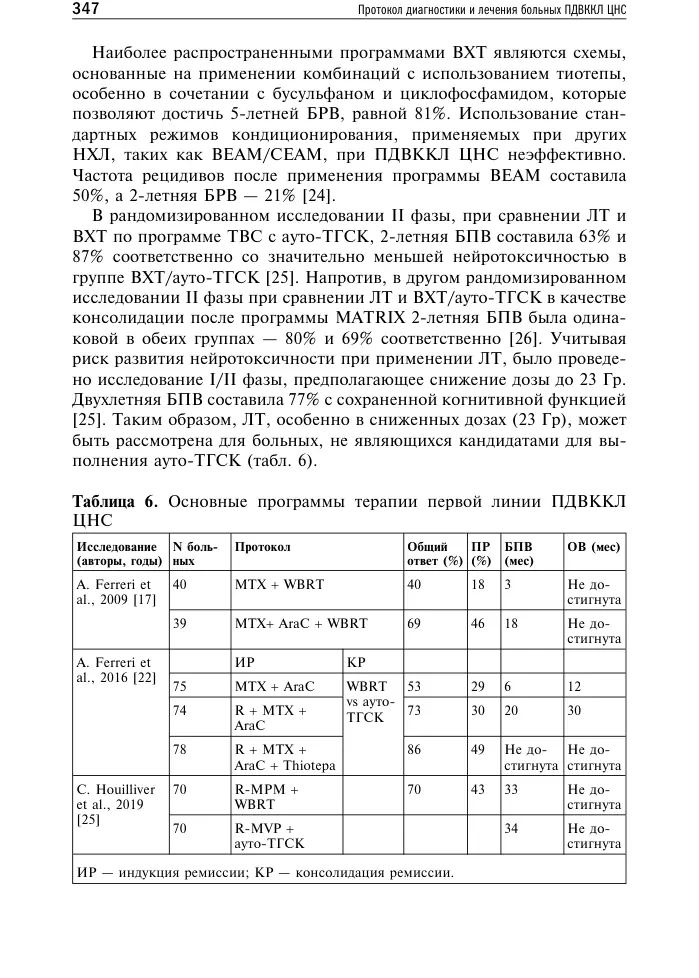 347
Протокол диагностики и лечения больных ПДВККЛ ЦНС
Наиболее распространенными программами ВХТ являются схемы,
основанные на применении комбинаций с использованием тиотепы,
особенно в сочетании с бусульфаном и циклофосфамидом, которые
позволяют достичь 5-летней БРВ, равной 81%. Использование стан-
дартных режимов кондиционирования, применяемых при других
НХЛ, таких как BEAM/CEAM, при ПДВККЛ ЦНС неэффективно.
Частота рецидивов после применения программы BEAM составила
50%, а 2-летняя БРВ — 21% [24].
В рандомизированном исследовании II фазы, при сравнении ЛТ и
ВХТ по программе ТВС с ауто-ТГСК, 2-летняя БПВ составила 63% и
87% соответственно со значительно меньшей нейротоксичностью в
группе ВХТ/ауто-ТГСК [25]. Напротив, в другом рандомизированном
исследовании II фазы при сравнении ЛТ и ВХТ/ауто-ТГСК в качестве
консолидации после программы MATRIX 2-летняя БПВ была одина-
ковой в обеих группах — 80% и 69% соответственно [26]. Учитывая
риск развития нейротоксичности при применении ЛТ, было проведе-
но исследование I/II фазы, предполагающее снижение дозы до 23 Гр.
Двухлетняя БПВ составила 77% с сохраненной когнитивной функцией
[25]. Таким образом, ЛТ, особенно в сниженных дозах (23 Гр), может
быть рассмотрена для больных, не являющихся кандидатами для вы-
полнения ауто-ТГСК (табл. 6).
Таблица 6. Основные программы терапии первой линии ПДВККЛ
ЦНС
Исследование (авторы, годы) N боль-ных Протокол Общий ответ (%) ПР (%) БПВ (мес) ОВ (мес)
A. Ferreri et al., 2009 [17] 40 MTX + WBRT 40 18 3 Не до-стигнута
39 MTX+ AraC + WBRT 69 46 18 Не до-стигнута
A. Ferreri et al., 2016 [22] ИР КР
75 MTX + AraC WBRT vs ауто-ТГСК 53 29 6 12
74 R + MTX + AraC 73 30 20 30
78 R + MTX + AraC + Thiotepa 86 49 Не до-стигнута Не до-стигнута
C. Houilliver et al., 2019 [25] 70 R-MPM + WBRT 70 43 33 Не до-стигнута
70 R-MVP + ауто-ТГСК 34 Не до-стигнута
ИР — индукция ремиссии; КР — консолидация ремиссии.